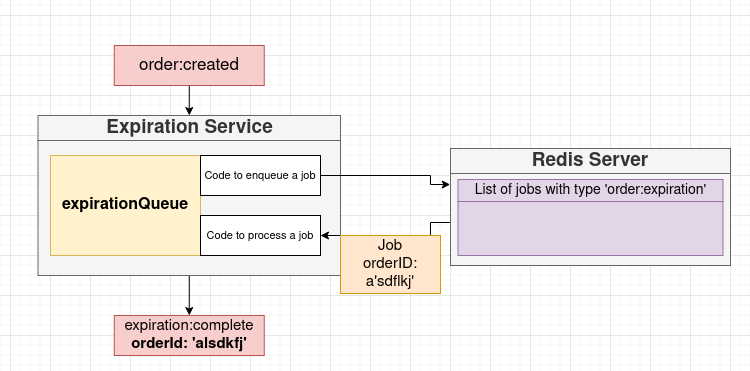 order:created
Expiration Service
expirationQueue
Code to enqueue a job
Code to process a job
Redis Server
List of jobs with type 'order:expiration'
Job
orderID:
a'sdflkj'
expiration:complete
orderId: 'alsdkfj'